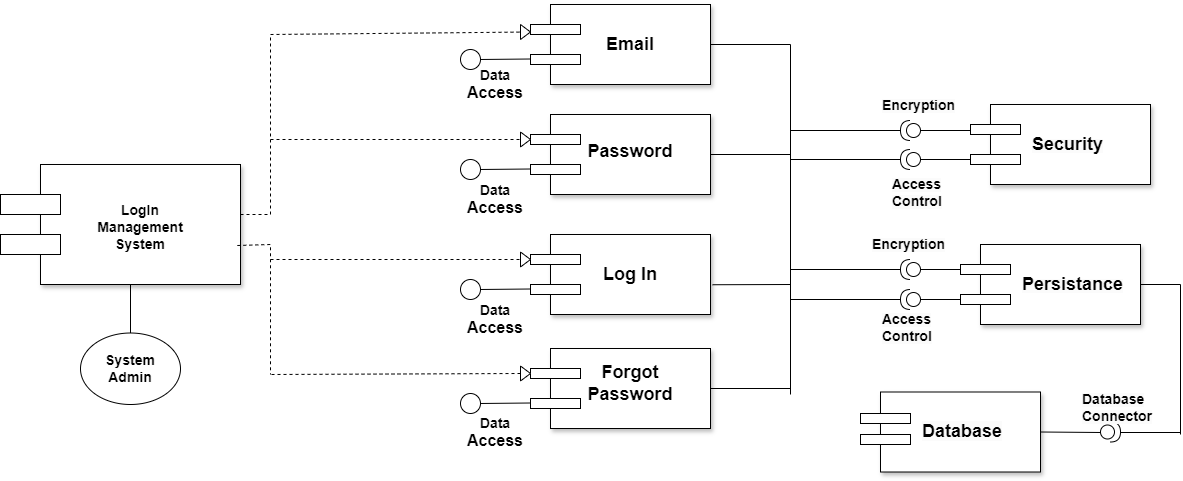 Email
Data
Access
Password
Data
Access
LogIn
Management
System
System
Admin
Log In
Data
Access
Forgot
Password
Data
Access
Encryption
Security
Access
Control
Encryption
Persistance
Access
Control
Database
Connector
Database